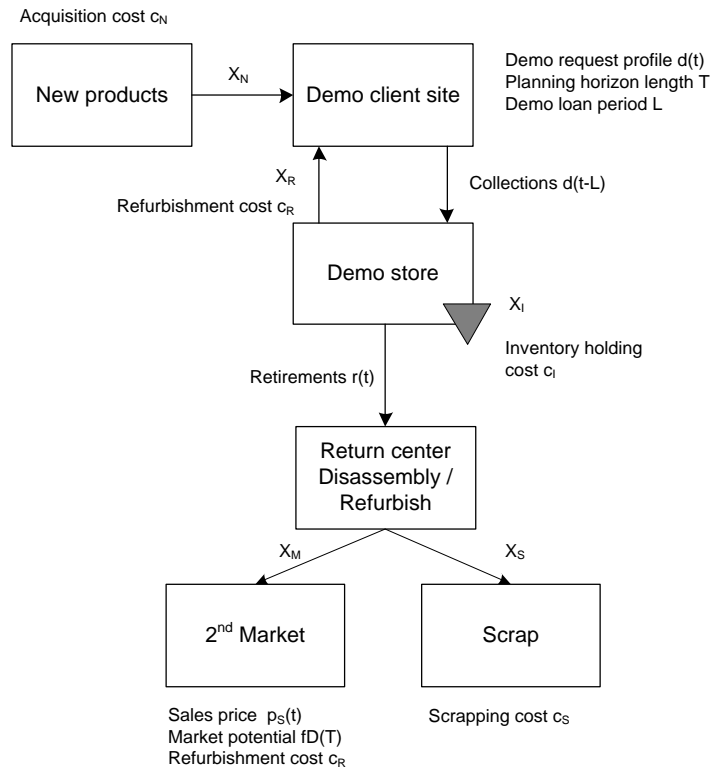 Acquisition cost c_N
New products
X_N
Demo client site
Demo request profile d(t)
Planning horizon length T
Demo loan period L
X_R
Refurbishment cost c_R
Collections d(t-L)
Demo store
X_I
Inventory holding
cost c_I
Retirements r(t)
Return center
Disassembly /
Refurbish
X_M
X_S
2nd Market
Scrap
Sales price p_S(t)
Market potential fD(T)
Refurbishment cost c_R
Scrapping cost c_S